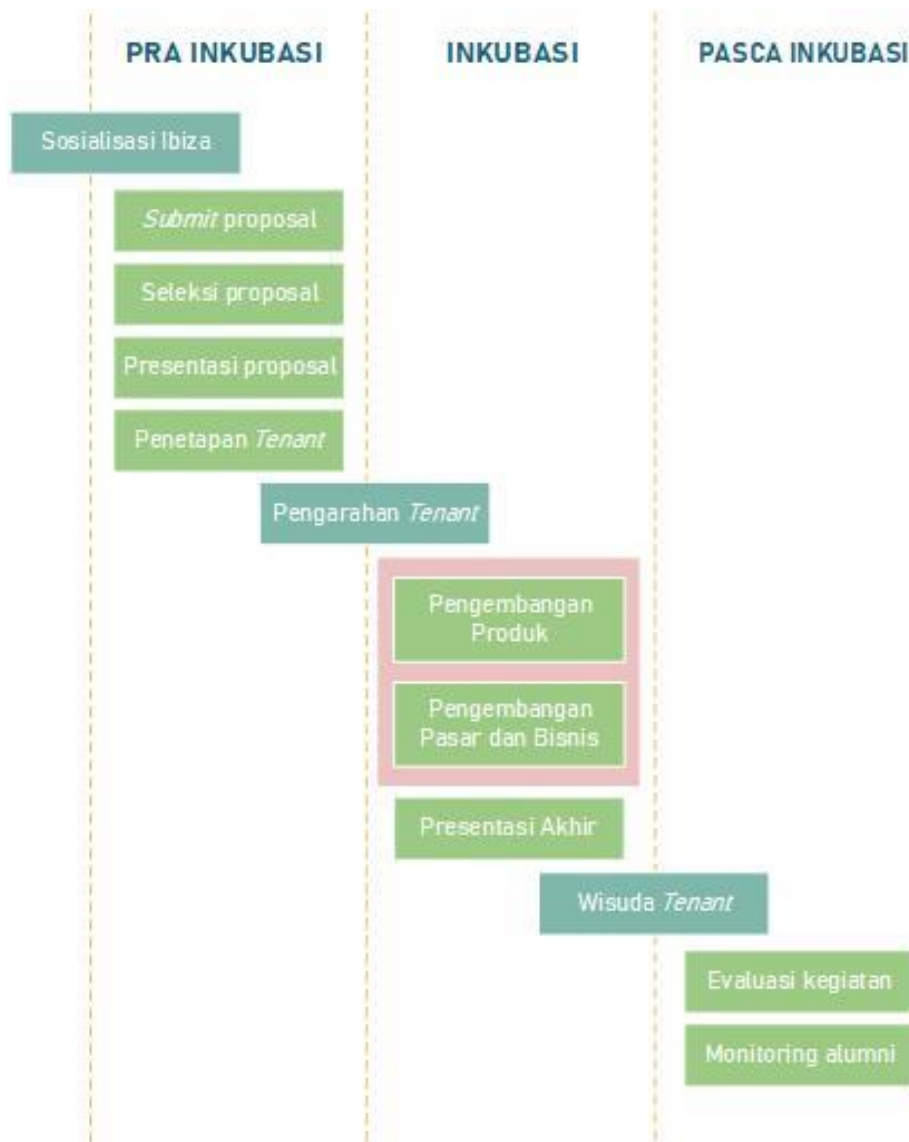 PRA INKUBASI
INKUBASI
PASCA INKUBASI
Sosialisasi Ibiza
Submit proposal
Seleksi proposal
Presentasi proposal
Penetapan Tenant
Pengarahan Tenant
Pengembangan
Produk
Pengembangan
Pasar dan Bisnis
Presentasi Akhir
Wisuda Tenant
Evaluasi kegiatan
Monitoring alumni